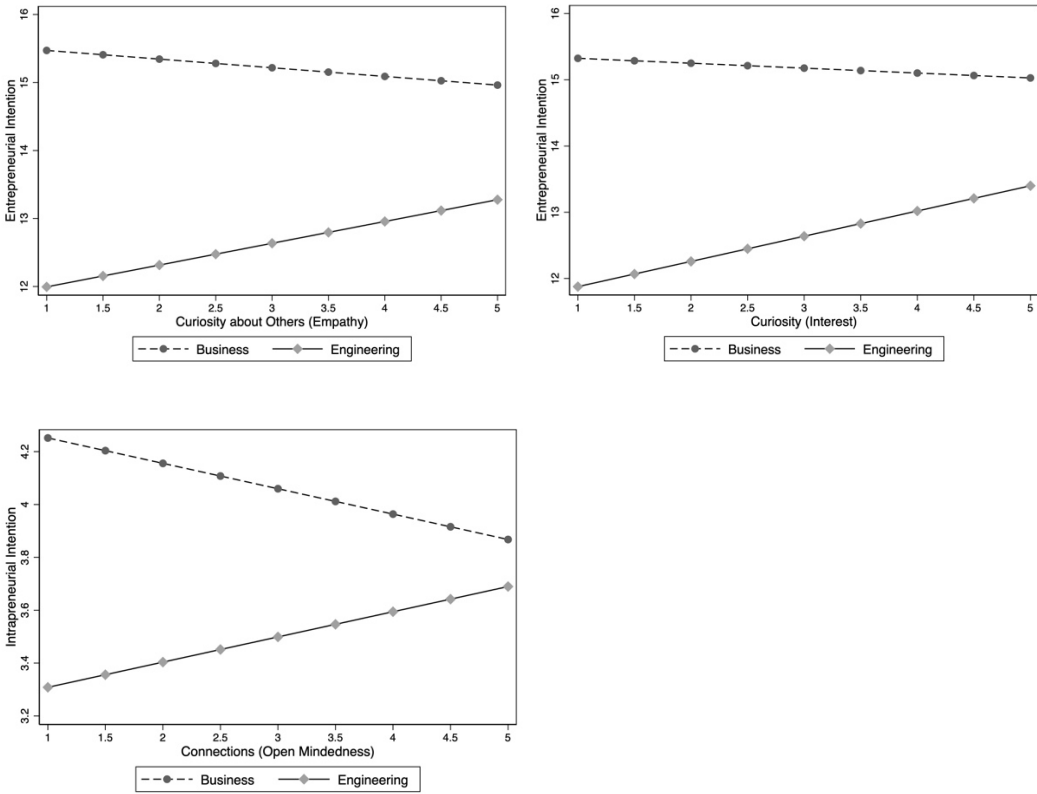 16
15
14
13
12
Entrepreneurial Intention
1 1.5 2 2.5 3 3.5 4 4.5 5
Curiosity about Others (Empathy)
Business Engineering
16
15
14
13
12
Entrepreneurial Intention
1 1.5 2 2.5 3 3.5 4 4.5 5
Curiosity (Interest)
Business Engineering
4.2
4
3.8
3.6
3.4
3.2
Intrapreneurial Intention
1 1.5 2 2.5 3 3.5 4 4.5 5
Connections (Open Mindedness)
Business Engineering